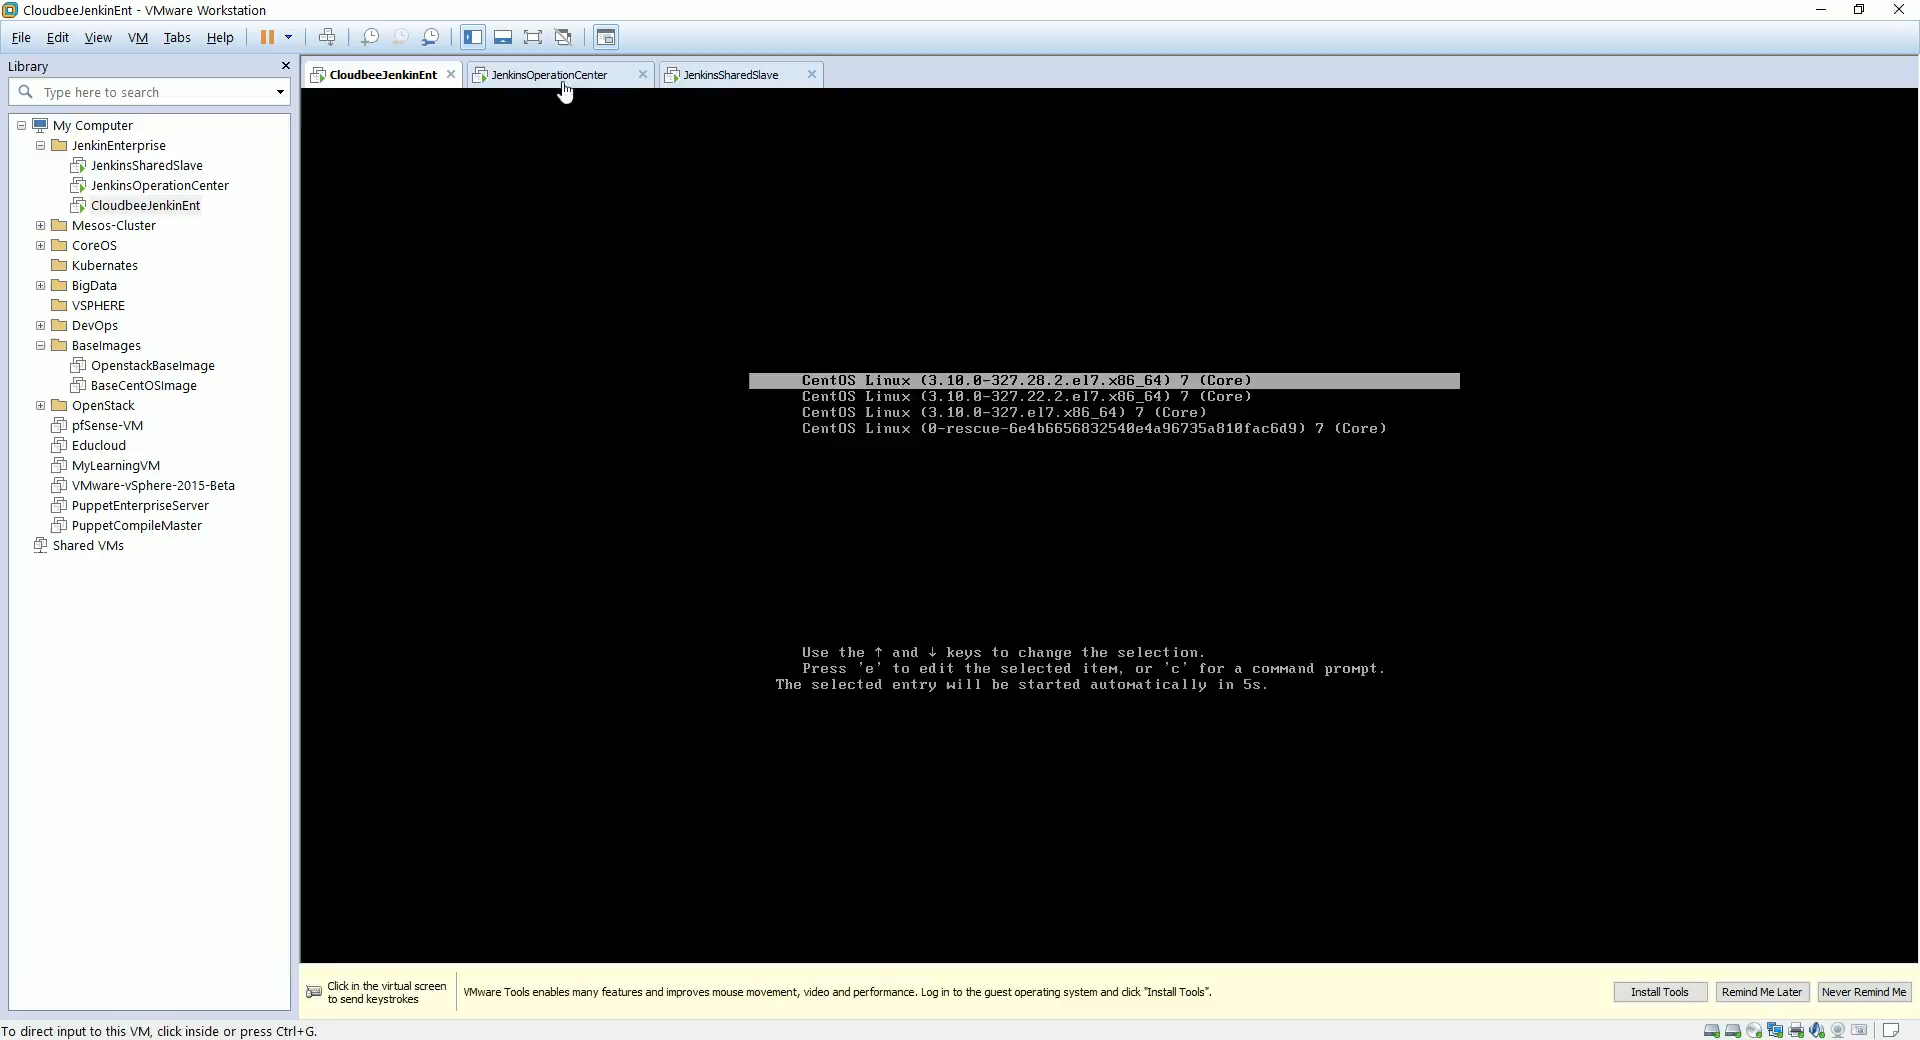 CloudbeeJenkinEnt - VMware Workstation
File Edit View VM Tabs Help
Library
Type here to search
CloudbeeJenkinEnt JenkinsOperationCenter JenkinsSharedSlave
My Computer
JenkinEnterprise
JenkinsSharedSlave
JenkinsOperationCenter
CloudbeeJenkinEnt
Mesos-Cluster
CoreOS
Kubernates
BigData
VSPHERE
DevOps
BaseImages
OpenstackBaseImage
BaseCentOSImage
OpenStack
pfSense-VM
Educloud
MyLearningVM
VMware-vSphere-2015-Beta
PuppetEnterpriseServer
PuppetCompileMaster
Shared VMs
CentOS Linux (3.10.0-327.28.2.el7.x86_64) 7 (Core)
CentOS Linux (3.10.0-327.22.2.el7.x86_64) 7 (Core)
CentOS Linux (3.10.0-327.el7.x86_64) 7 (Core)
CentOS Linux (0-rescue-6e4b6656832540e4a96735a810fac6d9) 7 (Core)
Use the ↑ and ↓ keys to change the selection.
Press 'e' to edit the selected item, or 'c' for a command prompt.
The selected entry will be started automatically in 5s.
Click in the virtual screen
to send keystrokes
VMware Tools enables many features and improves mouse movement, video and performance. Log in to the guest operating system and click "Install Tools".
Install Tools Remind Me Later Never Remind Me
To direct input to this VM, click inside or press Ctrl+G.